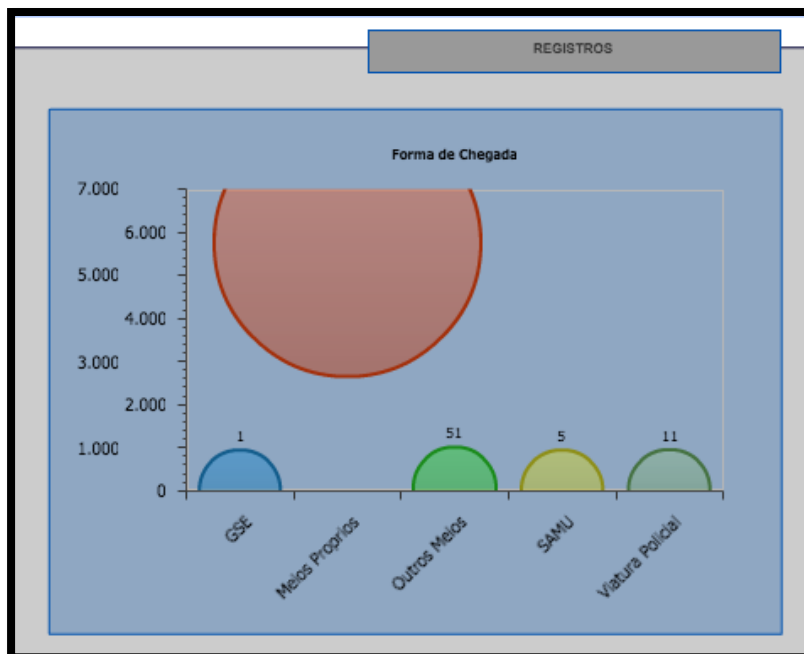 REGISTROS
Forma de Chegada
7.000
6.000
5.000
4.000
3.000
2.000
1.000
0
1
51
5
11
GSE
Meios Proprios
Outros Meios
SAMU
Viatura Policial